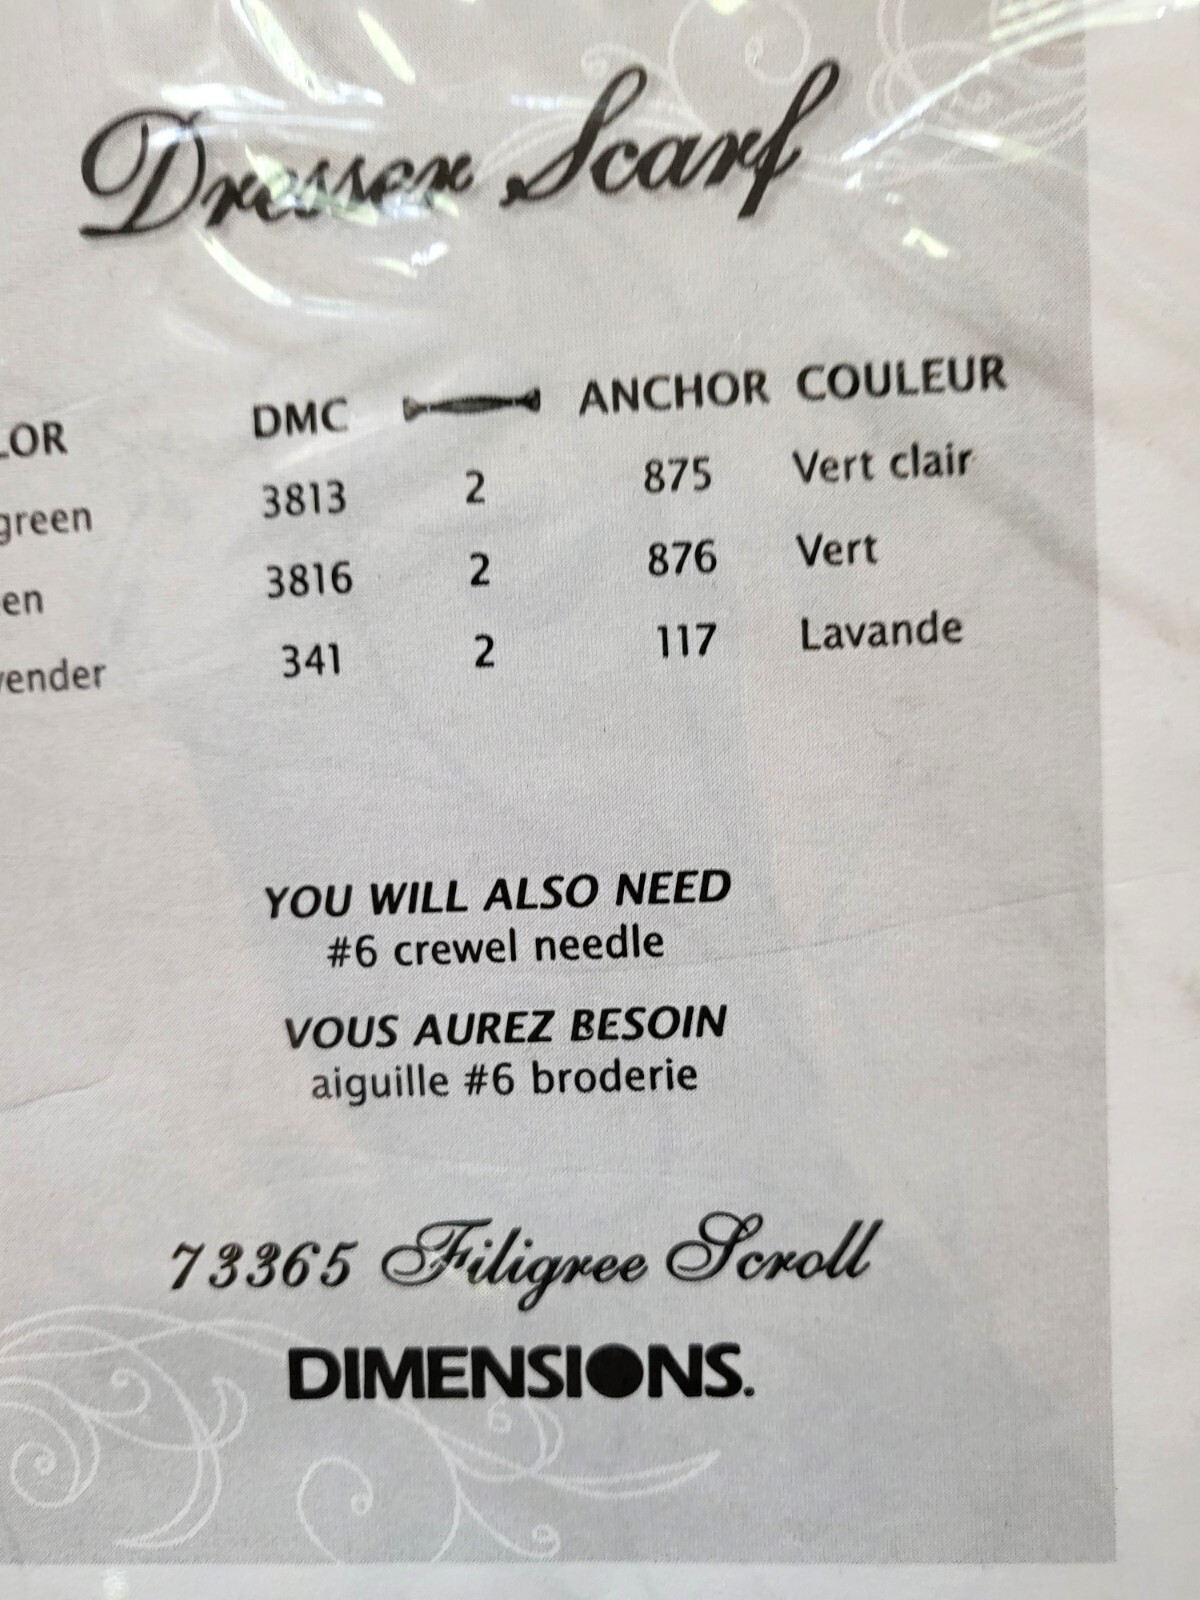 Dresser Scarf
LOR DMC ANCHOR COULEUR
green 3813 2 875 Vert clair
en 3816 2 876 Vert
vender 341 2 117 Lavande
YOU WILL ALSO NEED
#6 crewel needle
VOUS AUREZ BESOIN
aiguille #6 broderie
73365 Filigree Scroll
DIMENSIONS.